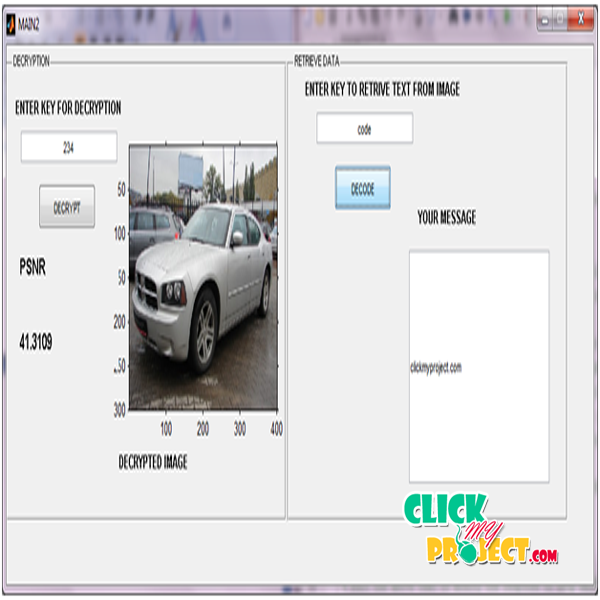 MAIN2
DECRYPTION
ENTER KEY FOR DECRYPTION
234
DECRYPT
PSNR
41.3109
50
100
50
200
50
300
100 200 300 400
DECRYPTED IMAGE
RETRIEVE DATA
ENTER KEY TO RETRIVE TEXT FROM IMAGE
code
DECODE
YOUR MESSAGE
clickmyproject.com
CLICK
my
PROJECT.COM